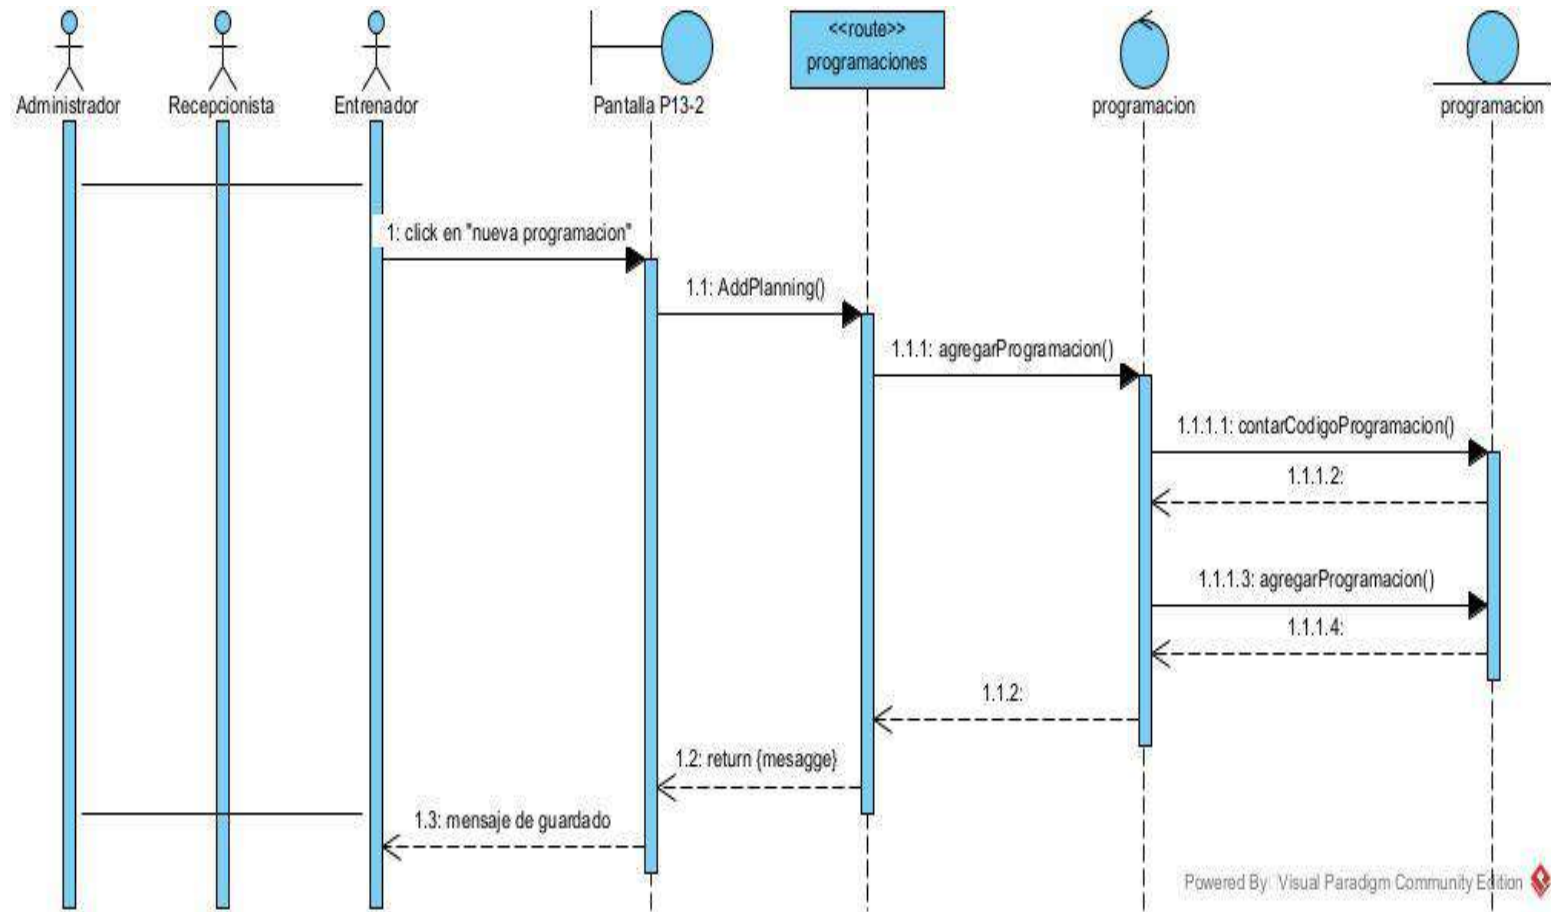 <<route>>
programaciones
Administrador
Recepcionista
Entrenador
Pantalla P13-2
programacion
programacion
1: click en "nueva programacion"
1.1: AddPlanning()
1.1.1: agregarProgramacion()
1.1.1.1: contarCodigoProgramacion()
1.1.1.2:
1.1.1.3: agregarProgramacion()
1.1.1.4:
1.1.2:
1.2: return {mesagge}
1.3: mensaje de guardado
Powered By: Visual Paradigm Community Edition